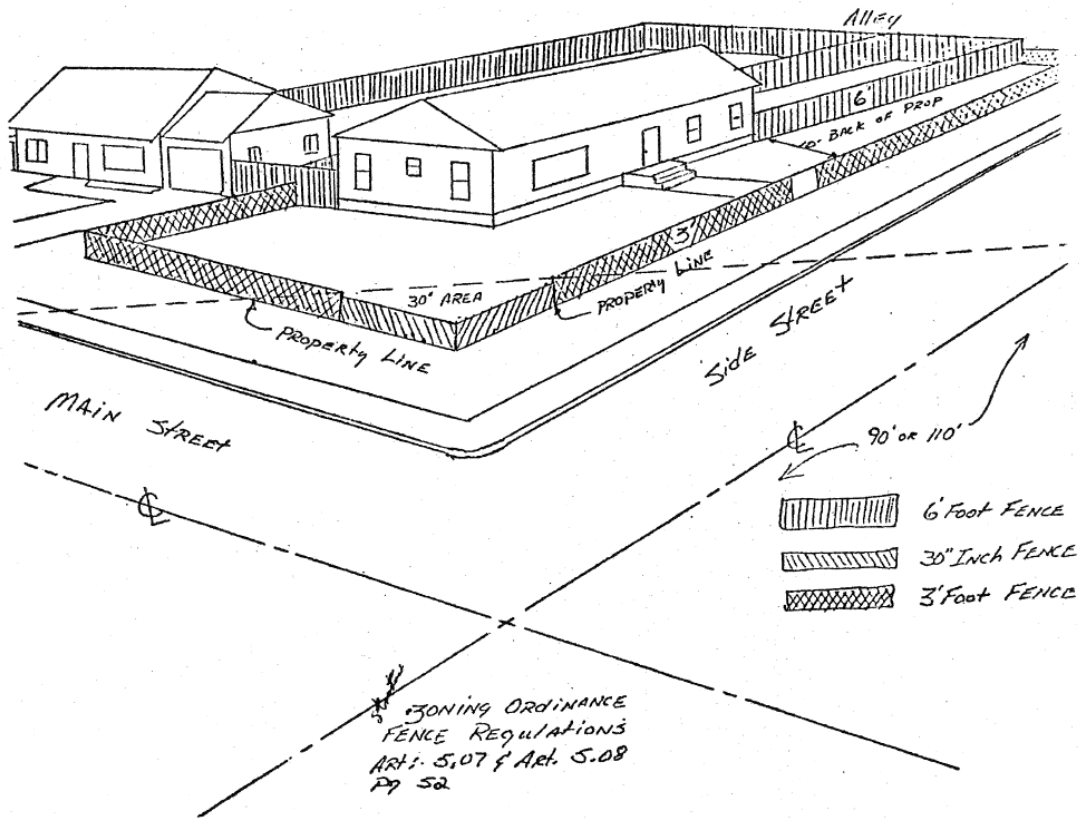 Alley
6'
BACK OF PROP
3'
30" AREA
PROPERTY LINE
PROPERTY LINE
SIDE STREET
MAIN STREET
90' OR 110'
6' FOOT FENCE
30" INCH FENCE
3' FOOT FENCE
ZONING ORDINANCE
FENCE REGULATIONS
ART: 5.07 & ART. 5.08
Pg 52